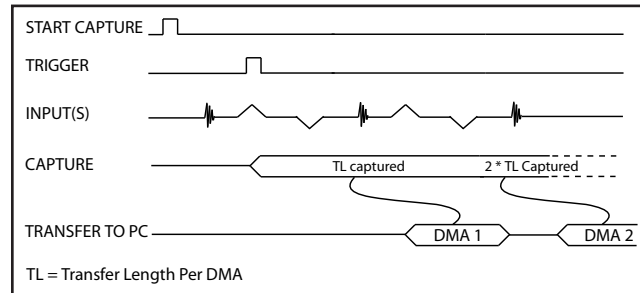 START CAPTURE
TRIGGER
INPUT(S)
CAPTURE
TL captured
2 * TL Captured
TRANSFER TO PC
DMA 1
DMA 2
TL = Transfer Length Per DMA